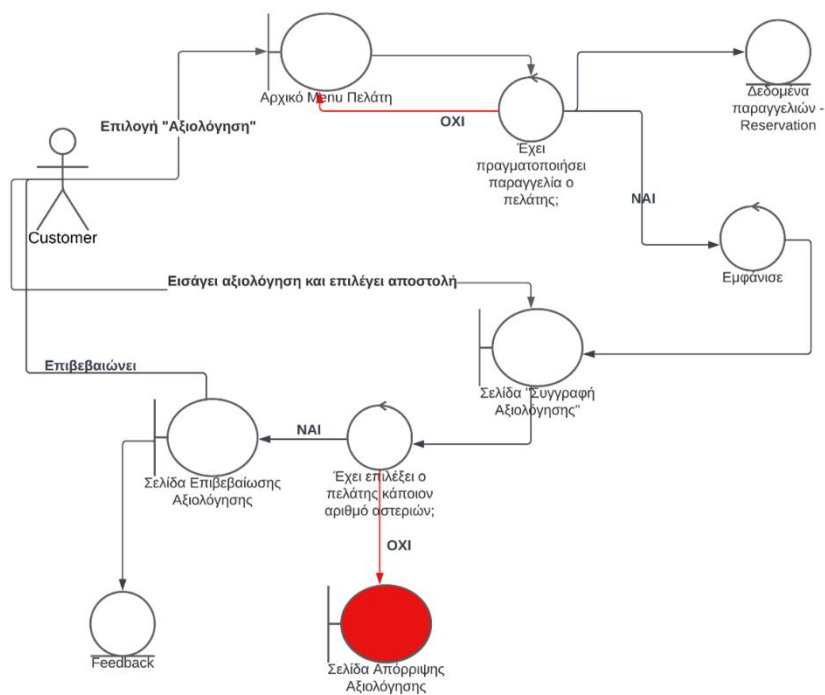 Αρχικό Menu Πελάτη
Δεδομένα
παραγγελιών -
Reservation
Επιλογή "Αξιολόγηση"
ΟΧΙ
Έχει
πραγματοποιήσει
παραγγελία ο
πελάτης;
ΝΑΙ
Customer
Εμφάνισε
Εισάγει αξιολόγηση και επιλέγει αποστολή
Επιβεβαιώνει
Σελίδα "Συγγραφή
Αξιολόγησης"
ΝΑΙ
Σελίδα Επιβεβαίωσης
Αξιολόγησης
Έχει επιλέξει ο
πελάτης κάποιον
αριθμό αστεριών;
ΟΧΙ
Feedback
Σελίδα Απόρριψης
Αξιολόγησης